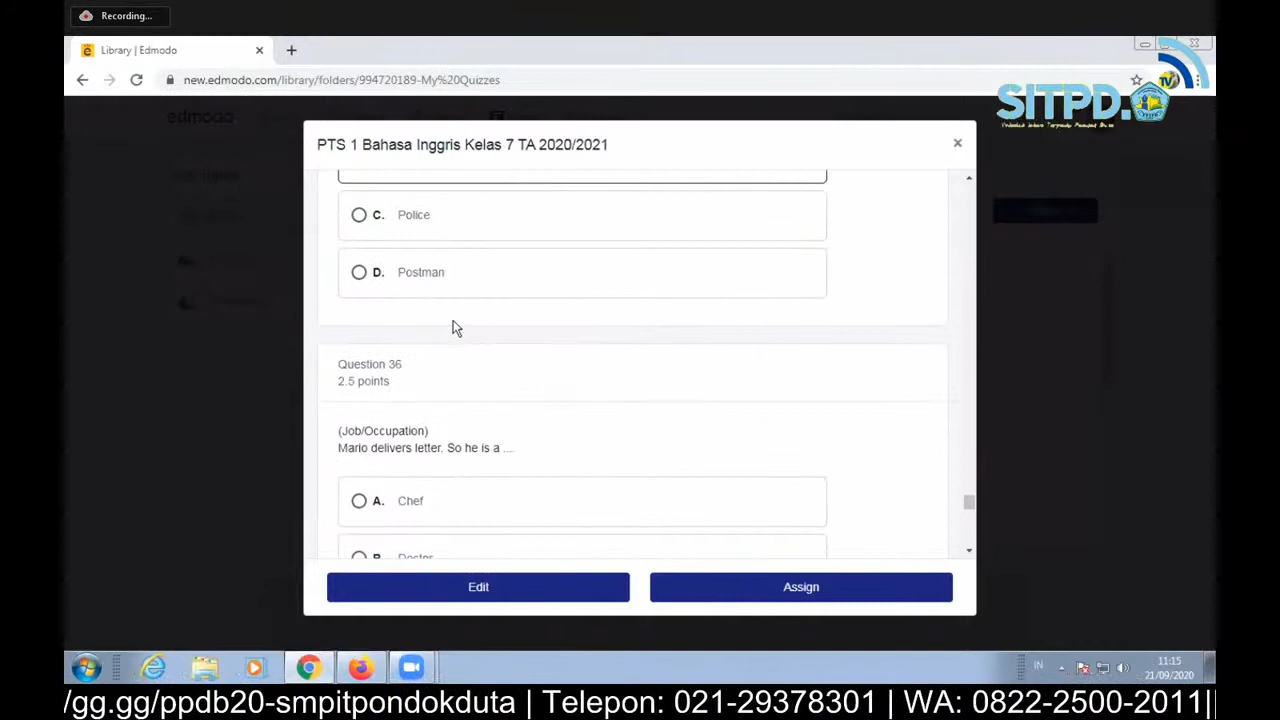 Recording...
Library | Edmodo
new.edmodo.com/library/folders/994720189-My%20Quizzes
SITPD.
edmodo
PTS 1 Bahasa Inggris Kelas 7 TA 2020/2021
C. Police
D. Postman
Question 36
2.5 points
(Job/Occupation)
Mario delivers letter. So he is a ....
A. Chef
B. Doctor
Edit
Assign
IN
11:15
21/09/2020
/gg.gg/ppdb20-smpitpondokduta | Telepon: 021-29378301 | WA: 0822-2500-2011||